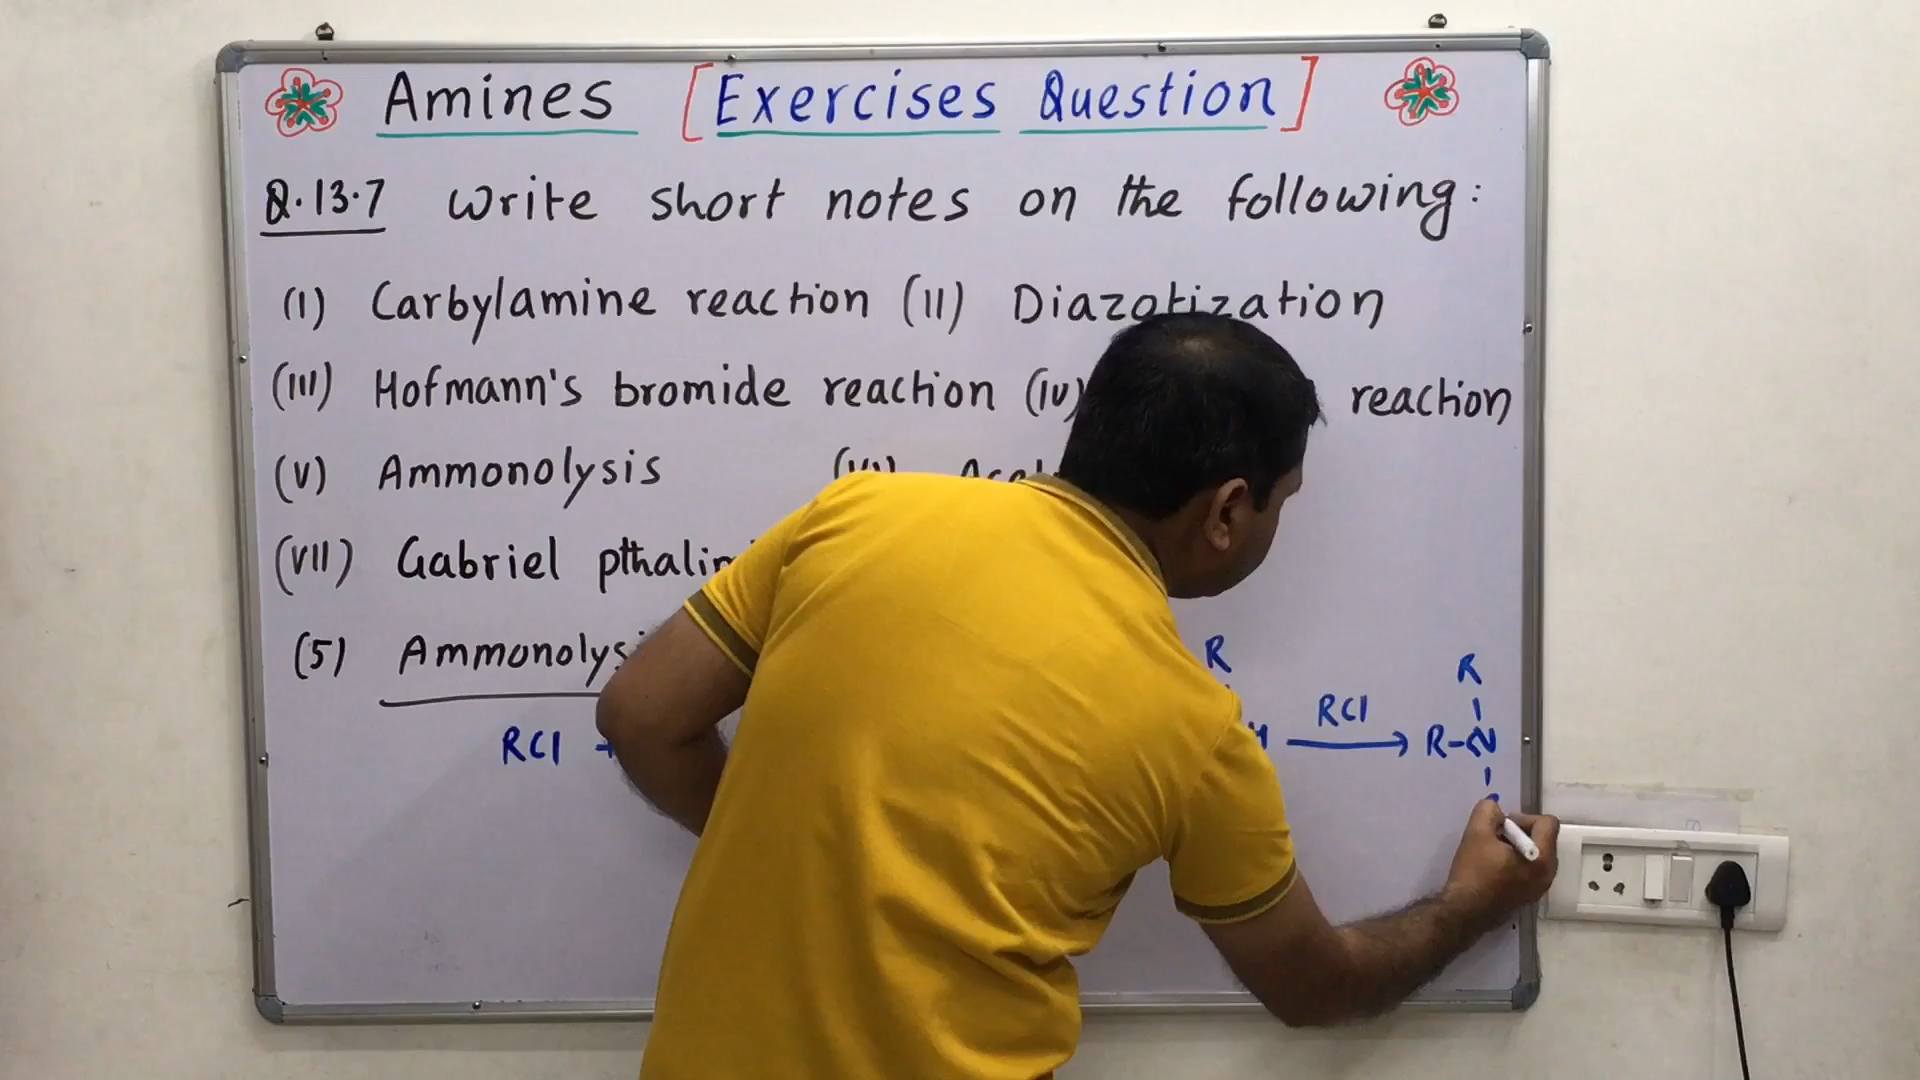 Amines [Exercises Question]
Q.13.7 Write short notes on the following:
(I) Carbylamine reaction (II) Diazotization
(III) Hofmann's bromide reaction (IV) reaction
(V) Ammonolysis
(VII) Gabriel
(5)
R R
RCl + RCl
R-N